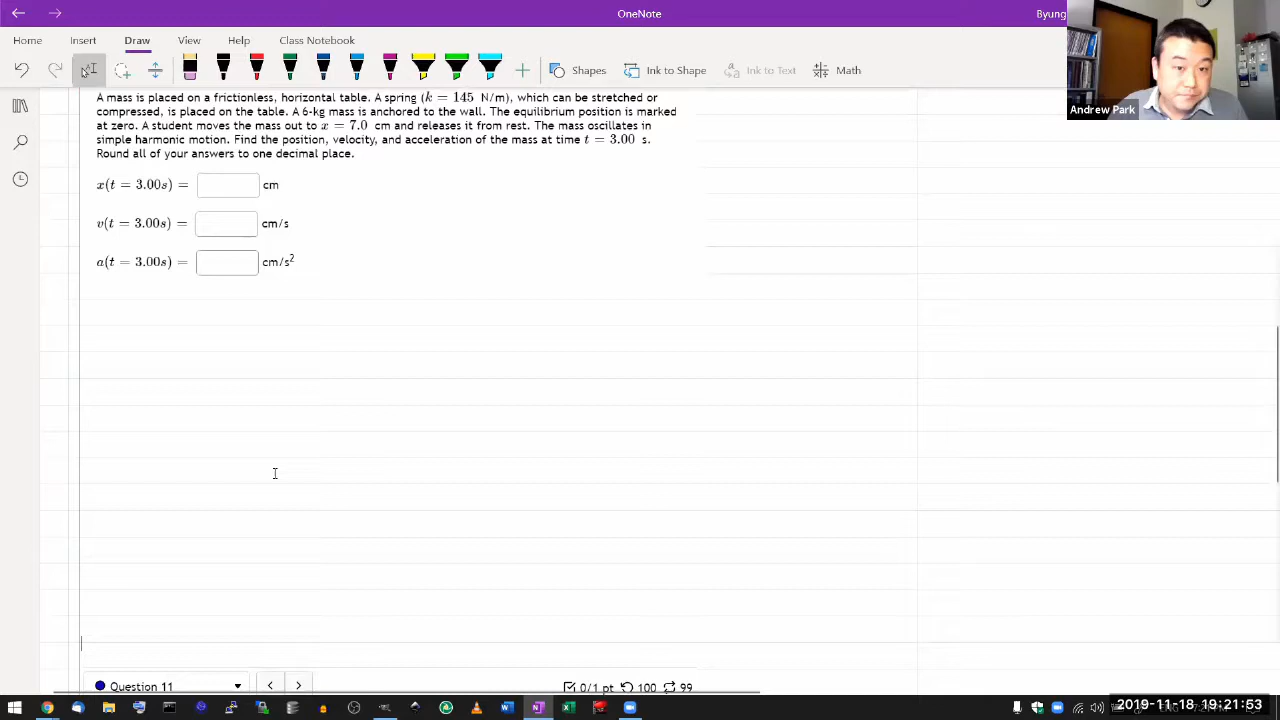 OneNote
Byung
Home Insert Draw View Help Class Notebook
Shapes Ink to Shape Ink to Text Math
Andrew Park
A mass is placed on a frictionless, horizontal table. A spring (k = 145 N/m), which can be stretched or
compressed, is placed on the table. A 6-kg mass is anchored to the wall. The equilibrium position is marked
at zero. A student moves the mass out to x = 7.0 cm and releases it from rest. The mass oscillates in
simple harmonic motion. Find the position, velocity, and acceleration of the mass at time t = 3.00 s.
Round all of your answers to one decimal place.
x(t = 3.00s) = cm
v(t = 3.00s) = cm/s
a(t = 3.00s) = cm/s²
Question 11 0/1 pt 100 99
2019-11-18 19:21:53